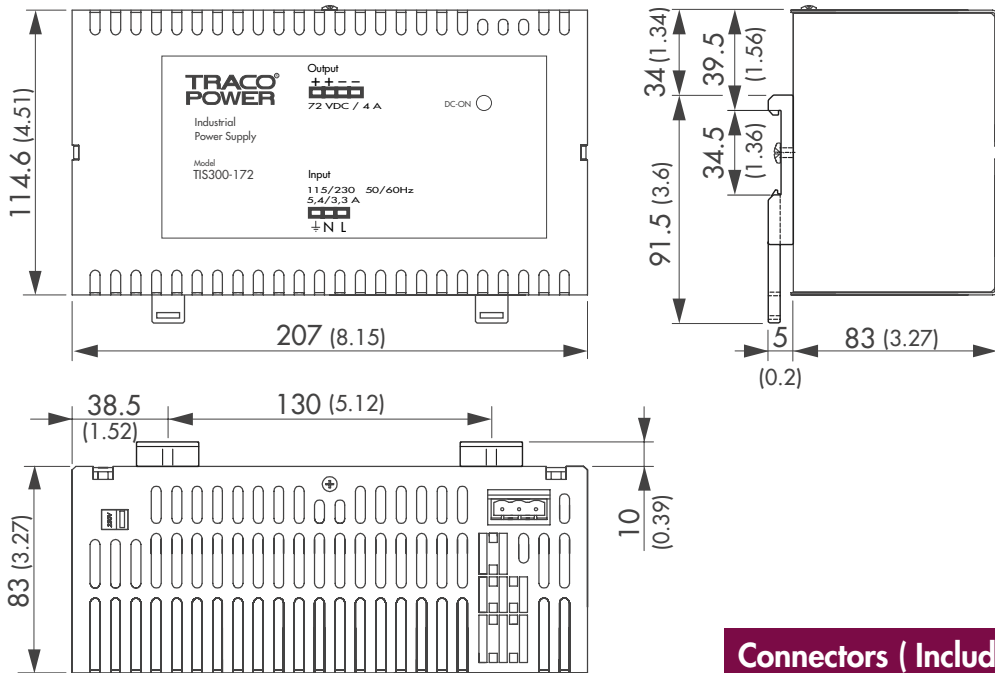 TRACO®
POWER
Industrial
Power Supply
Model
TIS300-172
Output
++--
72 VDC / 4 A
DC-ON
Input
115/230 50/60Hz
5,4/3,3 A
⏚ N L
114.6 (4.51)
207 (8.15)
34 (1.34)
39.5
(1.56)
34.5
(1.36)
91.5 (3.6)
5
(0.2)
83 (3.27)
38.5
(1.52)
130 (5.12)
10
(0.39)
83 (3.27)
230V
Connectors ( Includ